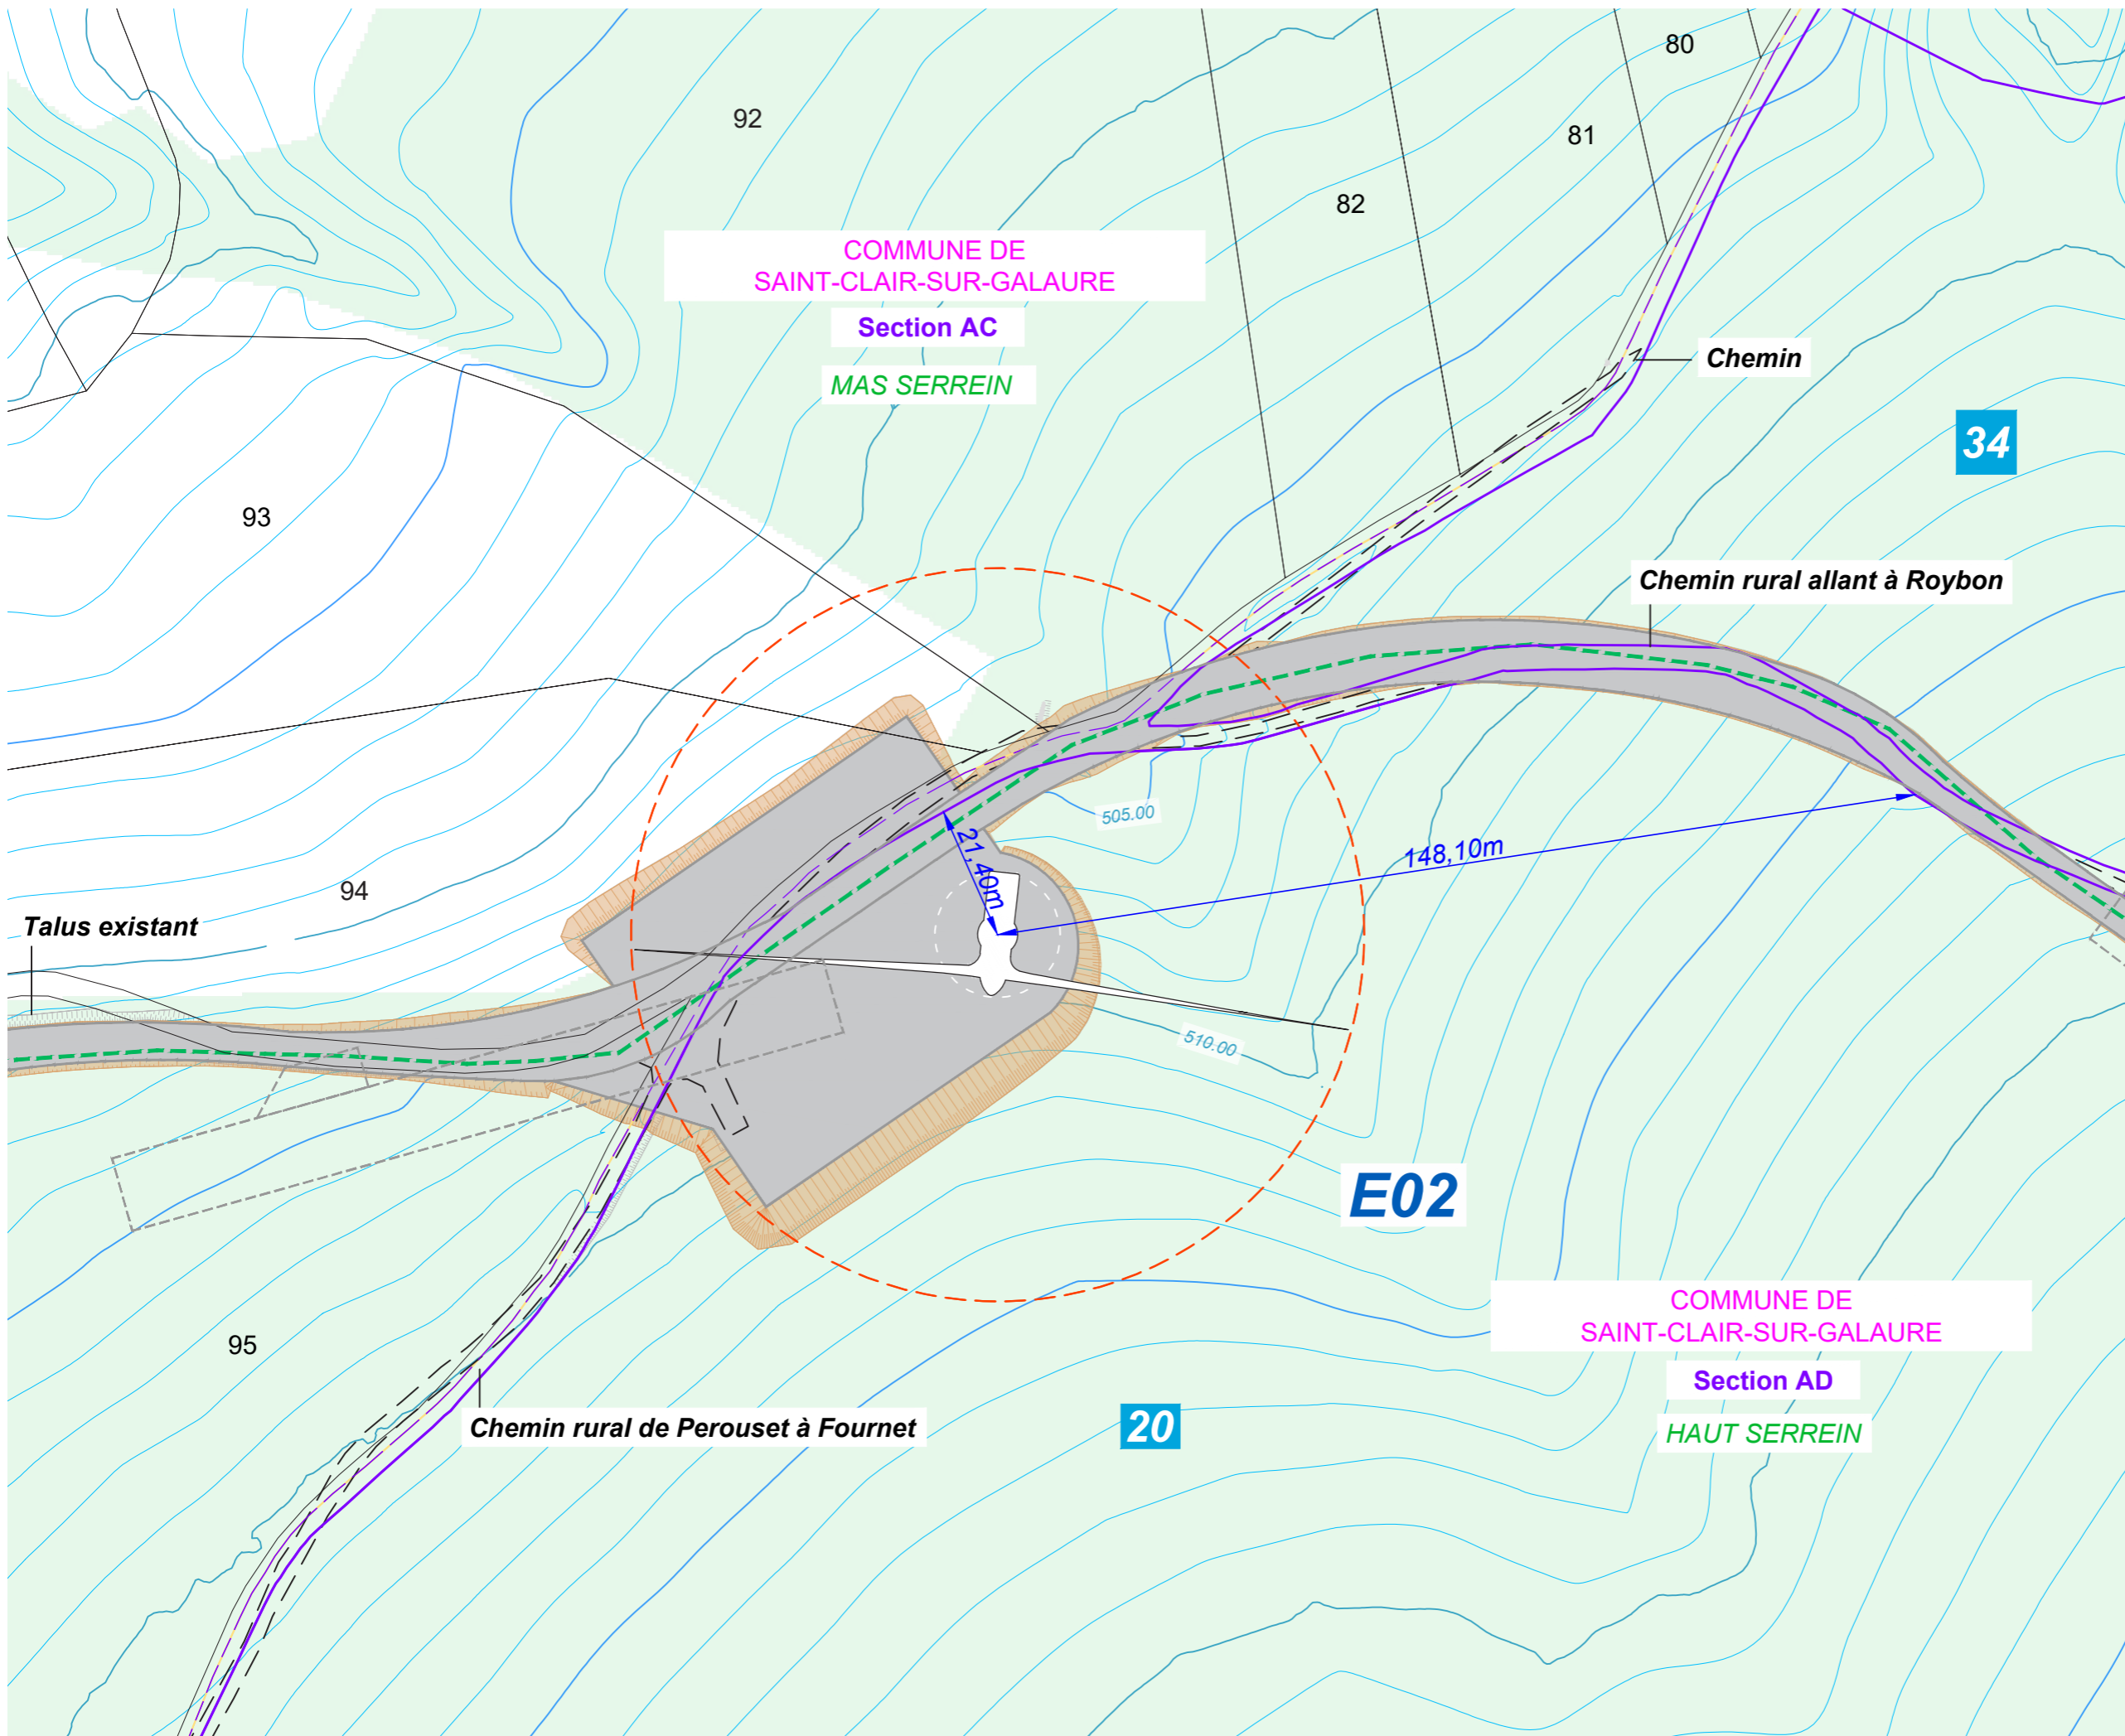 80
92
81
82
COMMUNE DE
SAINT-CLAIR-SUR-GALAURE
Section AC
MAS SERREIN
Chemin
34
93
Chemin rural allant à Roybon
505.00
21,40m
148,10m
94
Talus existant
510.00
E02
COMMUNE DE
SAINT-CLAIR-SUR-GALAURE
Section AD
HAUT SERREIN
95
Chemin rural de Perouset à Fournet
20